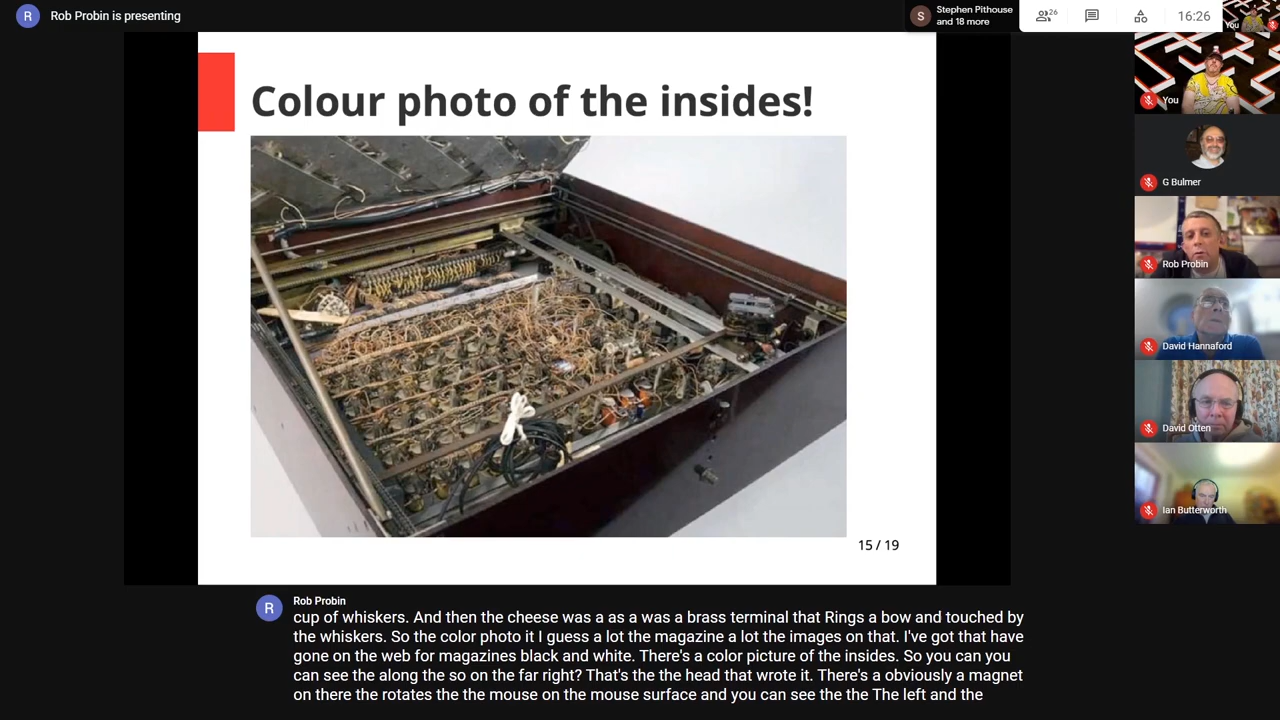 R
Rob Probin is presenting
S
Stephen Pithouse
and 18 more
26
16:26
You
Colour photo of the insides!
You
G Bulmer
Rob Probin
David Hannaford
David Otten
Ian Butterworth
15 / 19
R
Rob Probin
cup of whiskers. And then the cheese was a as a was a brass terminal that Rings a bow and touched by
the whiskers. So the color photo it I guess a lot the magazine a lot the images on that. I've got that have
gone on the web for magazines black and white. There's a color picture of the insides. So you can you
can see the along the so on the far right? That's the the head that wrote it. There's a obviously a magnet
on there the rotates the the mouse on the mouse surface and you can see the the The left and the